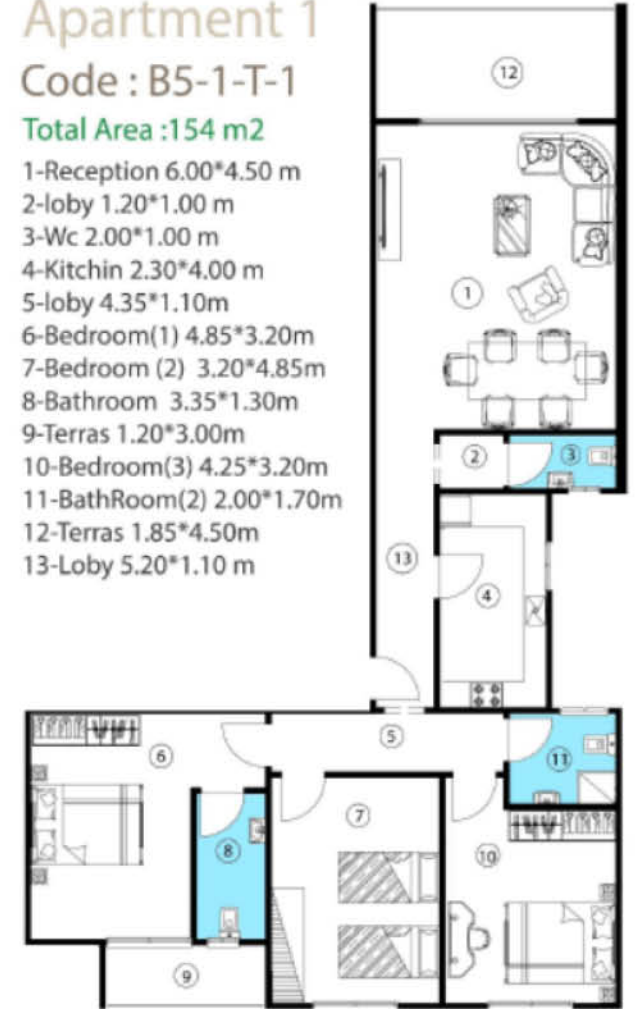 Apartment 1
Code : B5-1-T-1
Total Area :154 m2
1-Reception 6.00*4.50 m
2-loby 1.20*1.00 m
3-Wc 2.00*1.00 m
4-Kitchin 2.30*4.00 m
5-loby 4.35*1.10m
6-Bedroom(1) 4.85*3.20m
7-Bedroom (2) 3.20*4.85m
8-Bathroom 3.35*1.30m
9-Terras 1.20*3.00m
10-Bedroom(3) 4.25*3.20m
11-BathRoom(2) 2.00*1.70m
12-Terras 1.85*4.50m
13-Loby 5.20*1.10 m
12
1
2
3
13
4
5
6
11
7
8
10
9